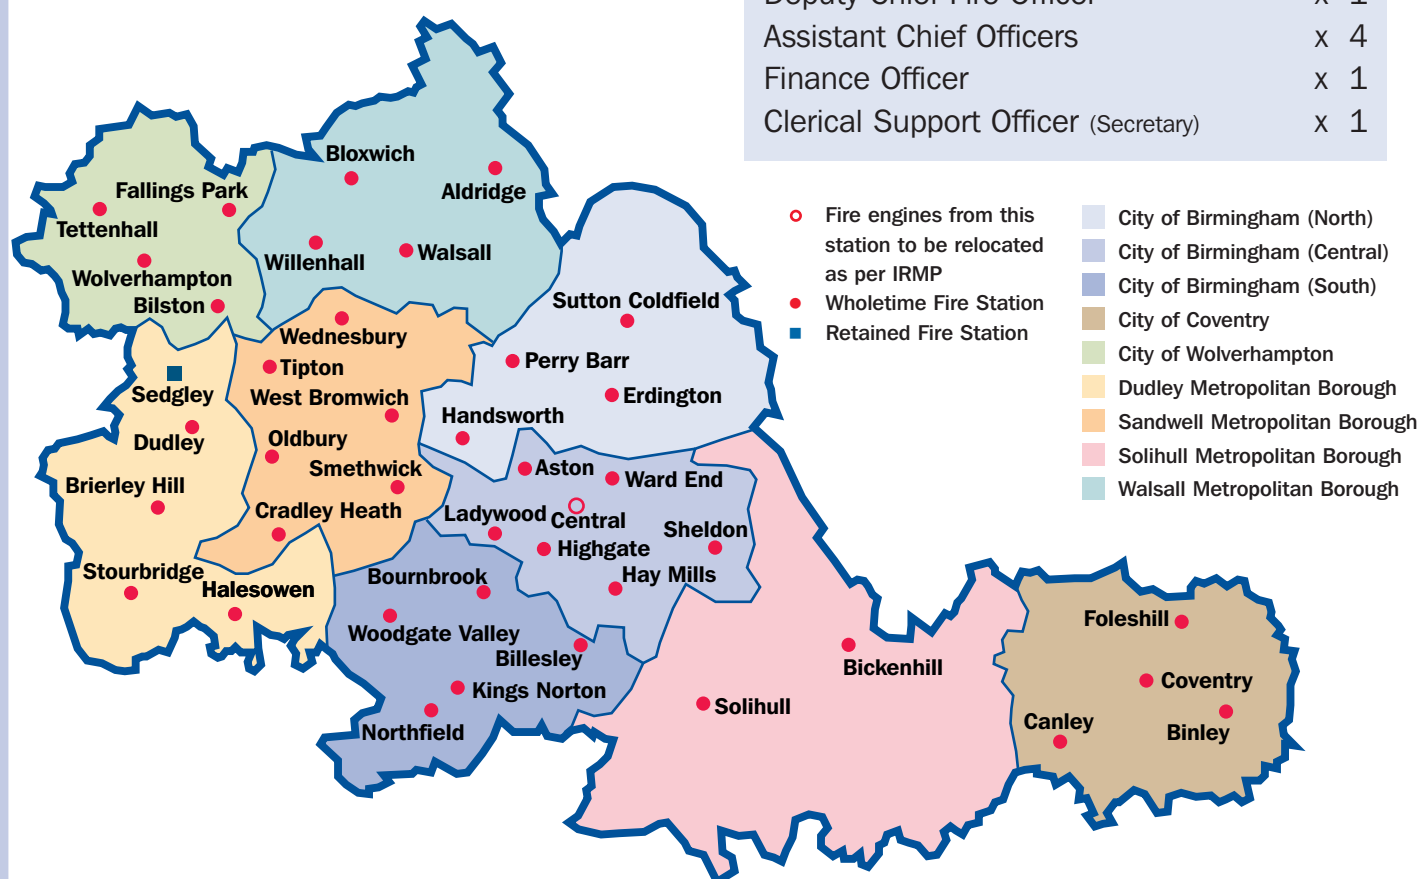 Deputy Chief Fire Officer x 1
Assistant Chief Officers x 4
Finance Officer x 1
Clerical Support Officer (Secretary) x 1
Fire engines from this
station to be relocated
as per IRMP
Wholetime Fire Station
Retained Fire Station
City of Birmingham (North)
City of Birmingham (Central)
City of Birmingham (South)
City of Coventry
City of Wolverhampton
Dudley Metropolitan Borough
Sandwell Metropolitan Borough
Solihull Metropolitan Borough
Walsall Metropolitan Borough
Bloxwich
Aldridge
Fallings Park
Tettenhall
Willenhall
Walsall
Wolverhampton
Bilston
Sutton Coldfield
Wednesbury
Perry Barr
Tipton
Sedgley
West Bromwich
Erdington
Handsworth
Dudley
Oldbury
Smethwick
Aston
Ward End
Brierley Hill
Cradley Heath
Ladywood
Central
Sheldon
Highgate
Stourbridge
Halesowen
Bournbrook
Hay Mills
Woodgate Valley
Billesley
Foleshill
Bickenhill
Coventry
Kings Norton
Solihull
Canley
Binley
Northfield